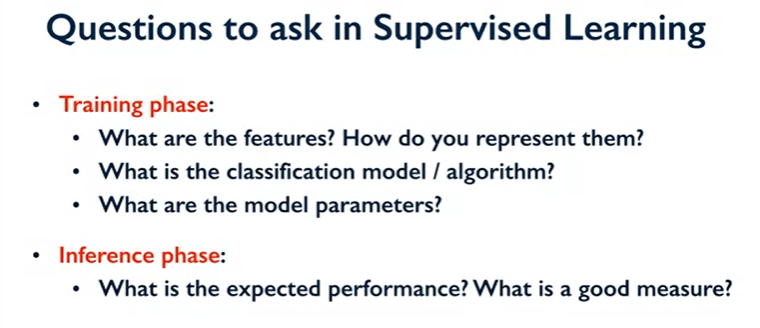 Questions to ask in Supervised Learning
• Training phase:
• What are the features? How do you represent them?
• What is the classification model / algorithm?
• What are the model parameters?
• Inference phase:
• What is the expected performance? What is a good measure?